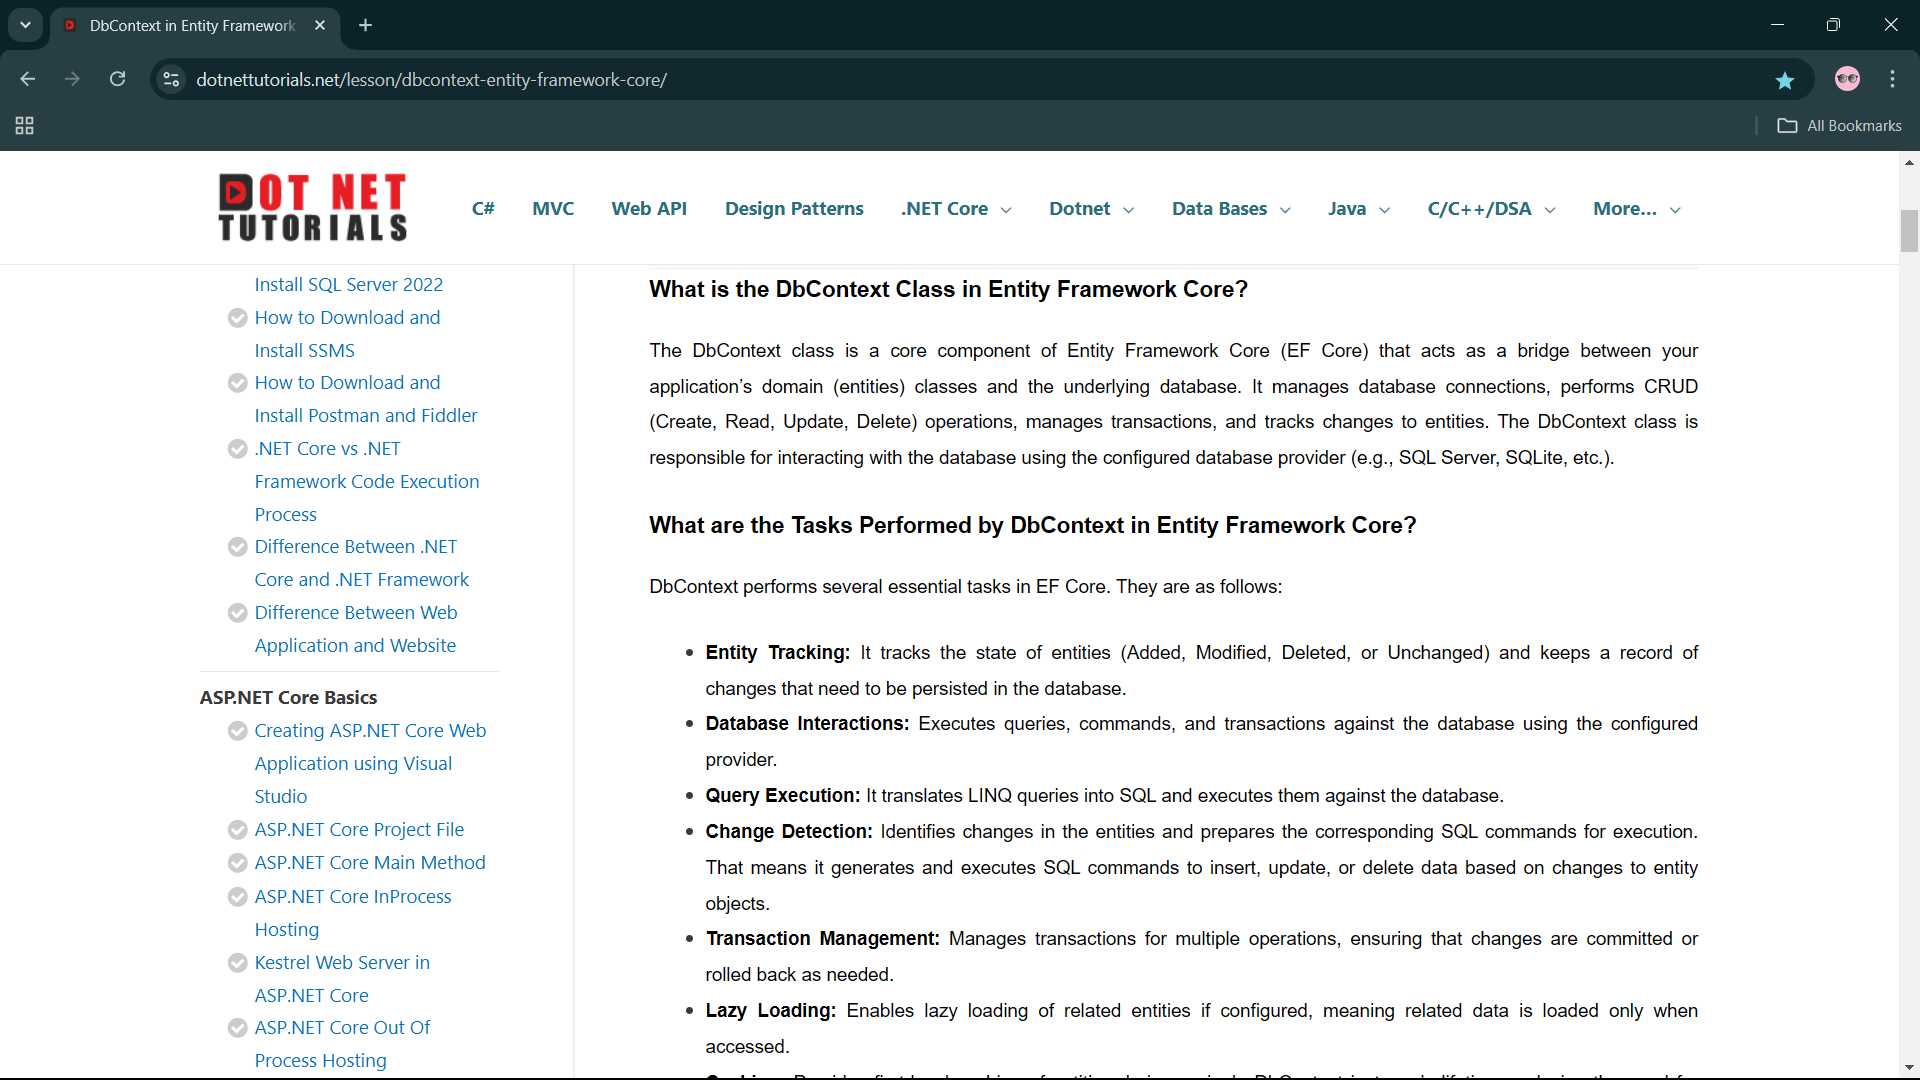 DbContext in Entity Framework
dotnettutorials.net/lesson/dbcontext-entity-framework-core/
All Bookmarks
DOT NET
TUTORIALS
C# MVC Web API Design Patterns .NET Core Dotnet Data Bases Java C/C++/DSA More...
Install SQL Server 2022
How to Download and
Install SSMS
How to Download and
Install Postman and Fiddler
.NET Core vs .NET
Framework Code Execution
Process
Difference Between .NET
Core and .NET Framework
Difference Between Web
Application and Website
ASP.NET Core Basics
Creating ASP.NET Core Web
Application using Visual
Studio
ASP.NET Core Project File
ASP.NET Core Main Method
ASP.NET Core InProcess
Hosting
Kestrel Web Server in
ASP.NET Core
ASP.NET Core Out Of
Process Hosting
What is the DbContext Class in Entity Framework Core?
The DbContext class is a core component of Entity Framework Core (EF Core) that acts as a bridge between your
application’s domain (entities) classes and the underlying database. It manages database connections, performs CRUD
(Create, Read, Update, Delete) operations, manages transactions, and tracks changes to entities. The DbContext class is
responsible for interacting with the database using the configured database provider (e.g., SQL Server, SQLite, etc.).
What are the Tasks Performed by DbContext in Entity Framework Core?
DbContext performs several essential tasks in EF Core. They are as follows:
• Entity Tracking: It tracks the state of entities (Added, Modified, Deleted, or Unchanged) and keeps a record of
changes that need to be persisted in the database.
• Database Interactions: Executes queries, commands, and transactions against the database using the configured
provider.
• Query Execution: It translates LINQ queries into SQL and executes them against the database.
• Change Detection: Identifies changes in the entities and prepares the corresponding SQL commands for execution.
That means it generates and executes SQL commands to insert, update, or delete data based on changes to entity
objects.
• Transaction Management: Manages transactions for multiple operations, ensuring that changes are committed or
rolled back as needed.
• Lazy Loading: Enables lazy loading of related entities if configured, meaning related data is loaded only when
accessed.